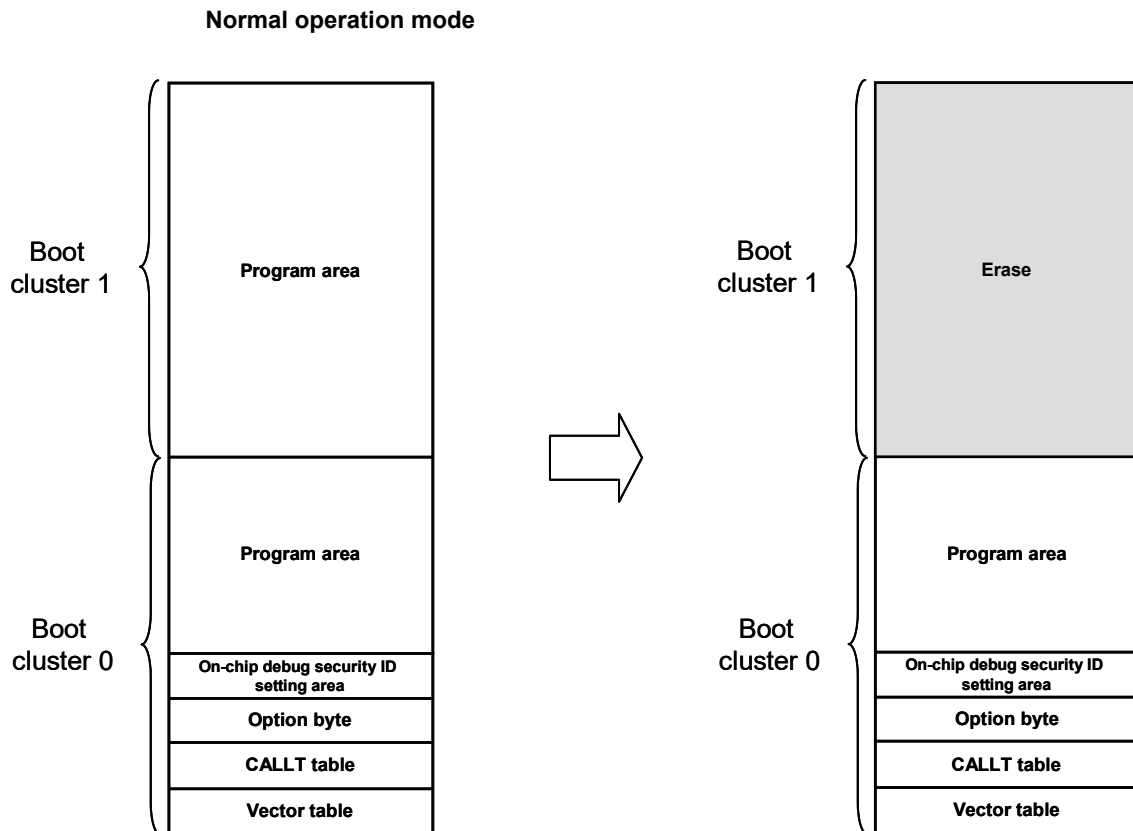 Normal operation mode
Boot
cluster 1
Program area
Boot
cluster 0
Program area
On-chip debug security ID
setting area
Option byte
CALLT table
Vector table
Boot
cluster 1
Erase
Boot
cluster 0
Program area
On-chip debug security ID
setting area
Option byte
CALLT table
Vector table